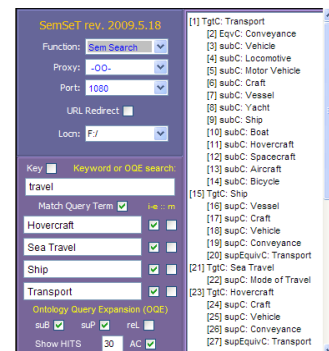 SemSeT rev. 2009.5.18
Function: Sem Search
Proxy: -OO-
Port: 1080
URL Redirect
Locn: F:/
Key Keyword or OQE search:
travel
Match Query Term i-e :: m
Hovercraft
Sea Travel
Ship
Transport
Ontology Query Expansion (OQE)
suB suP reL
Show HITS 30 AC
[1] TgtC: Transport
[2] EqvC: Conveyance
[3] subC: Vehicle
[4] subC: Locomotive
[5] subC: Motor Vehicle
[6] subC: Craft
[7] subC: Vessel
[8] subC: Yacht
[9] subC: Ship
[10] subC: Boat
[11] subC: Hovercraft
[12] subC: Spacecraft
[13] subC: Aircraft
[14] subC: Bicycle
[15] TgtC: Ship
[16] supC: Vessel
[17] supC: Craft
[18] supC: Vehicle
[19] supC: Conveyance
[20] supEquivC: Transport
[21] TgtC: Sea Travel
[22] supC: Mode of Travel
[23] TgtC: Hovercraft
[24] supC: Craft
[25] supC: Vehicle
[26] supC: Conveyance
[27] supEquivC: Transport